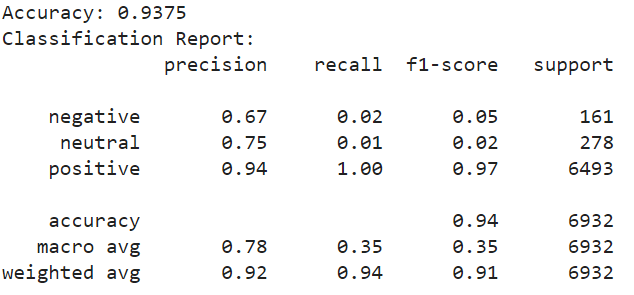 Accuracy: 0.9375
Classification Report:
precision recall f1-score support
negative 0.67 0.02 0.05 161
neutral 0.75 0.01 0.02 278
positive 0.94 1.00 0.97 6493
accuracy 0.94 6932
macro avg 0.78 0.35 0.35 6932
weighted avg 0.92 0.94 0.91 6932